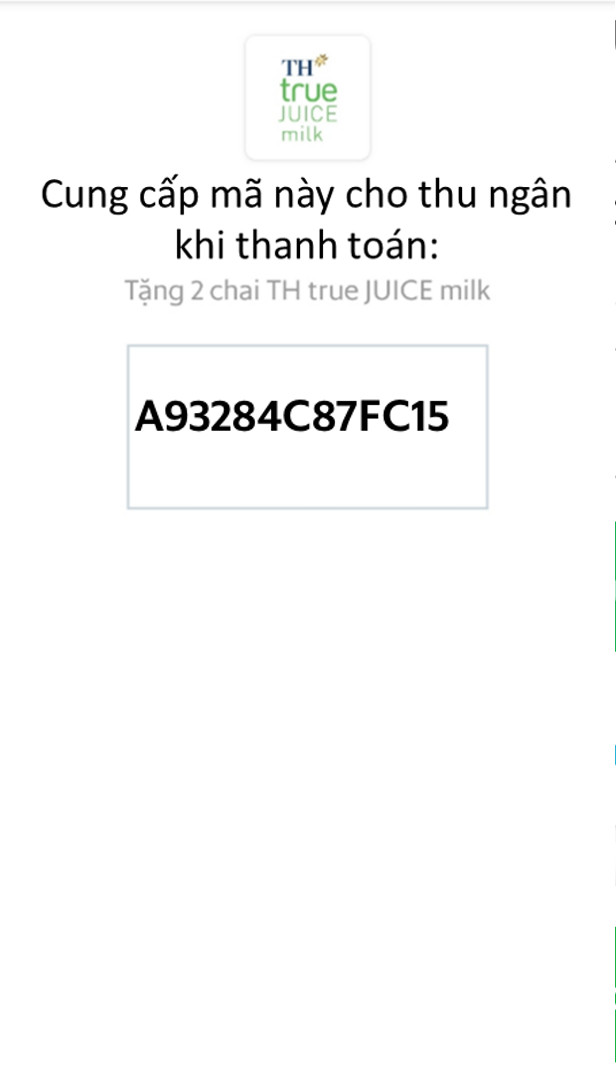 TH
true
JUICE
milk
Cung cấp mã này cho thu ngân
khi thanh toán:
Tặng 2 chai TH true JUICE milk
A93284C87FC15